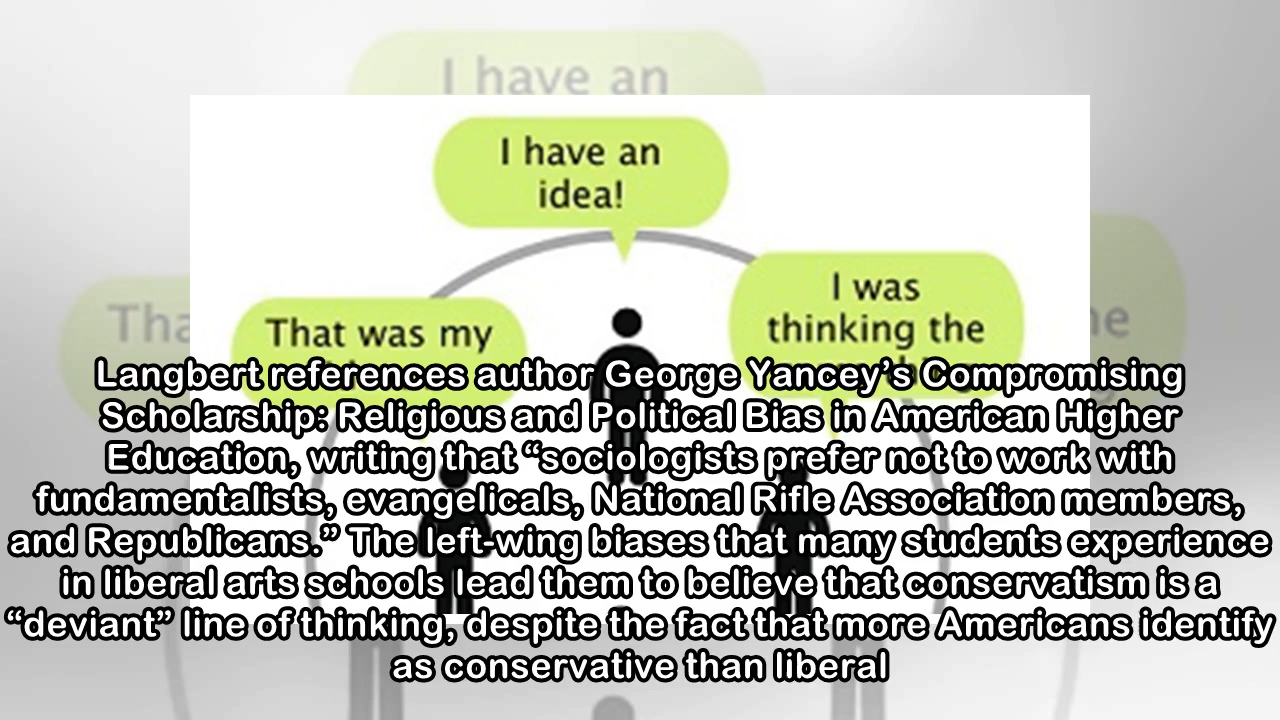 I have an
I have an
idea!
I was
thinking the
That was my
Tha
he
Langbert references author George Yancey’s Compromising
Scholarship: Religious and Political Bias in American Higher
Education, writing that “sociologists prefer not to work with
fundamentalists, evangelicals, National Rifle Association members,
and Republicans.” The left-wing biases that many students experience
in liberal arts schools lead them to believe that conservatism is a
“deviant” line of thinking, despite the fact that more Americans identify
as conservative than liberal